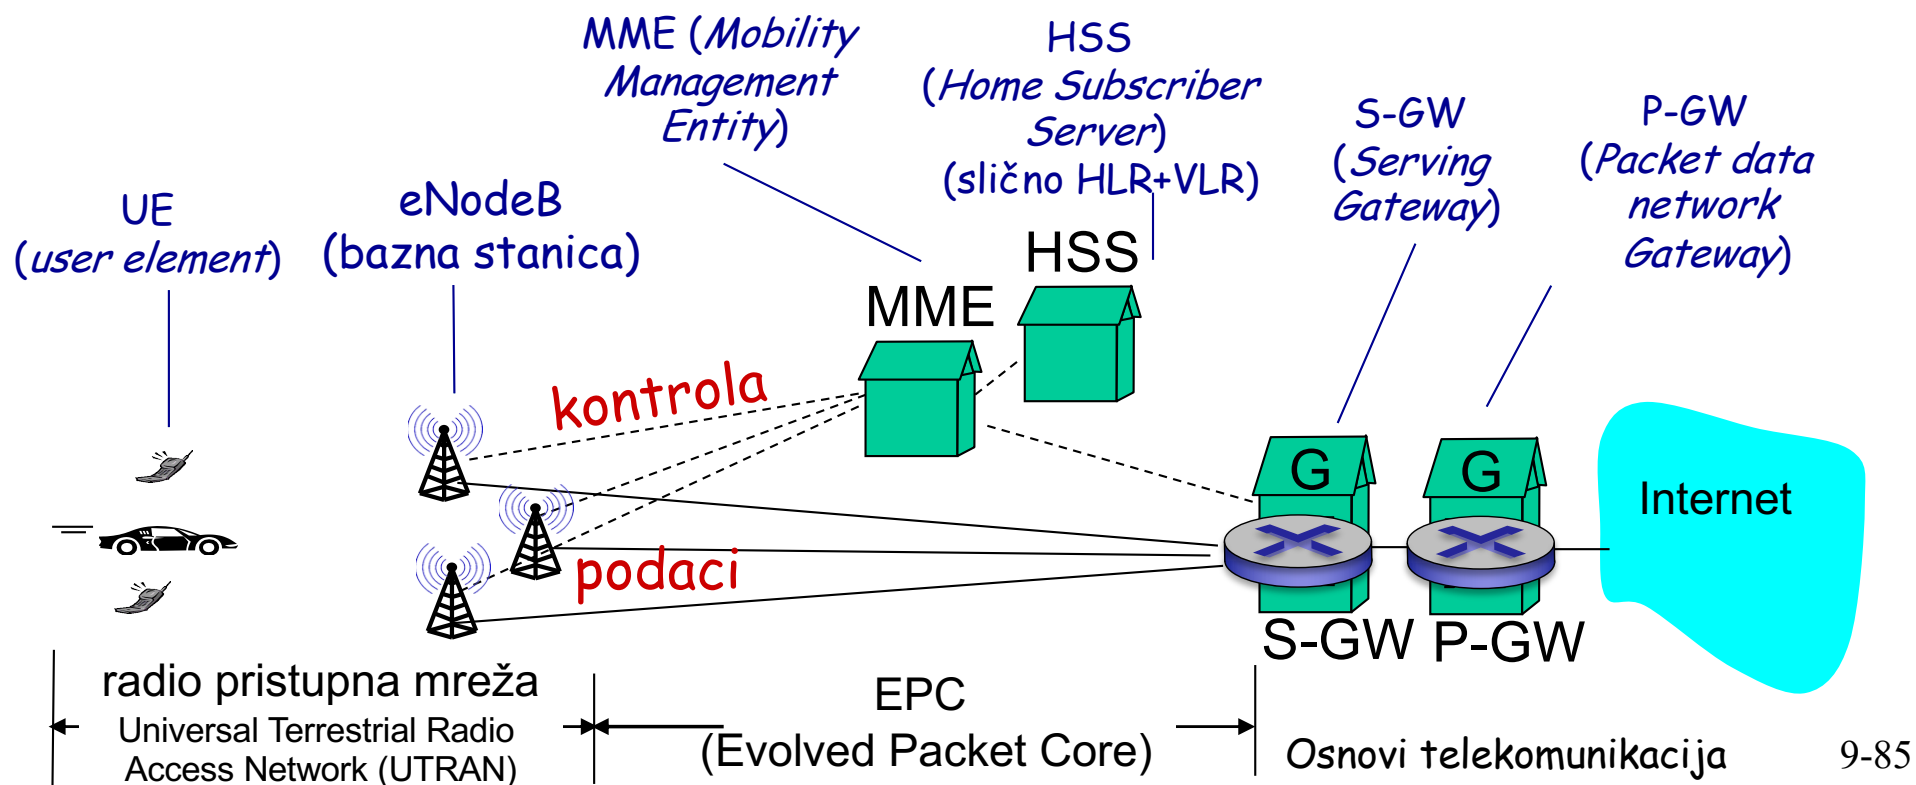 MME (Mobility
Management
Entity)
HSS
(Home Subscriber
Server)
(slično HLR+VLR)
S-GW
(Serving
Gateway)
P-GW
(Packet data
network
Gateway)
UE
(user element)
eNodeB
(bazna stanica)
HSS
MME
kontrola
podaci
G
G
Internet
S-GW
P-GW
radio pristupna mreža
Universal Terrestrial Radio
Access Network (UTRAN)
EPC
(Evolved Packet Core)
Osnovi telekomunikacija
9-85